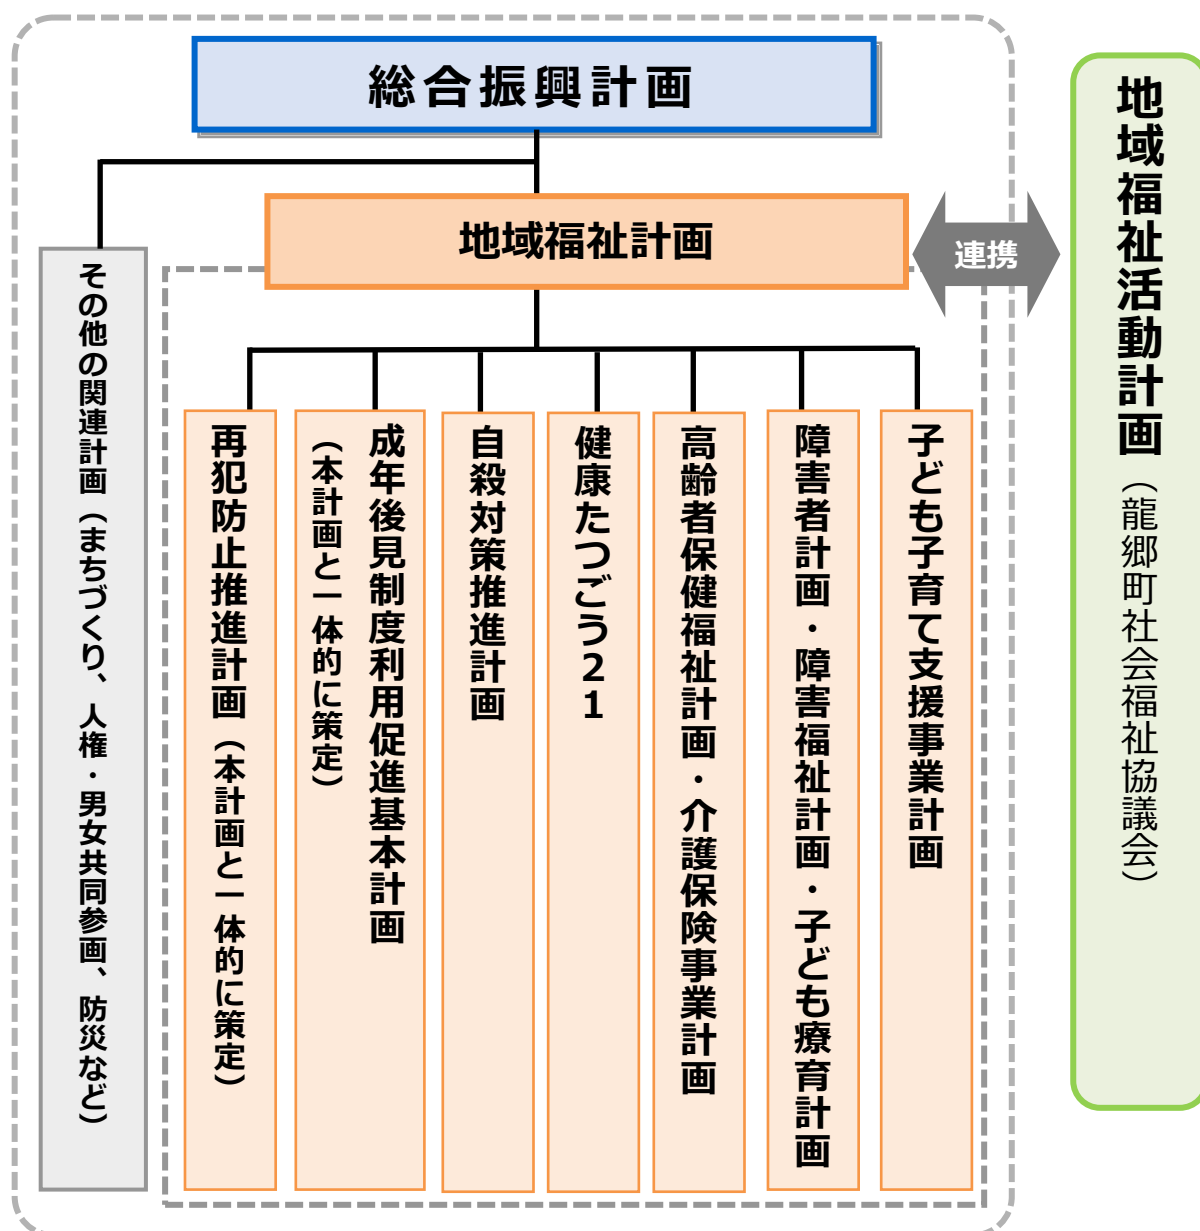 総合振興計画
地域福祉計画
連携
地域福祉活動計画（龍郷町社会福祉協議会）
子ども子育て支援事業計画
障害者計画・障害福祉計画・子ども療育計画
高齢者保健福祉計画・介護保険事業計画
健康たつごう２１
自殺対策推進計画
成年後見制度利用促進基本計画
（本計画と一体的に策定）
再犯防止推進計画（本計画と一体的に策定）
その他の関連計画（まちづくり、人権・男女共同参画、防災など）